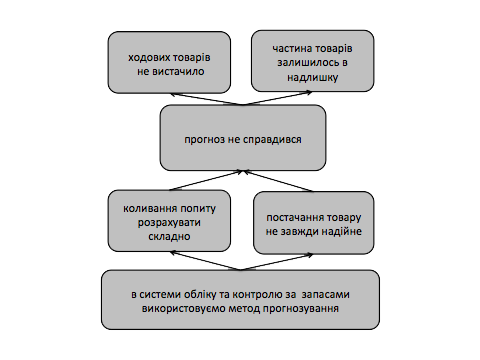 ходових товарів
не вистачило
частина товарів
залишилось в
надлишку
прогноз не справдився
коливання попиту
розрахувати
складно
постачання товару
не завжди надійне
в системи обліку та контролю за запасами
використовуємо метод прогнозування